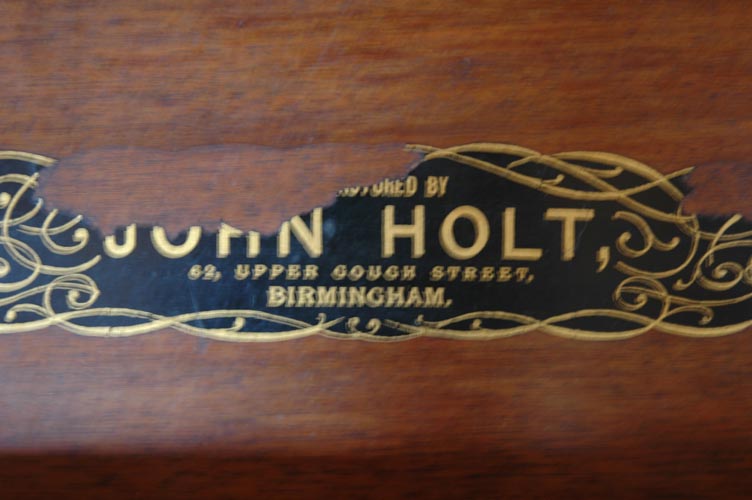 BY
JOHN HOLT,
62, UPPER GOUGH STREET,
BIRMINGHAM,